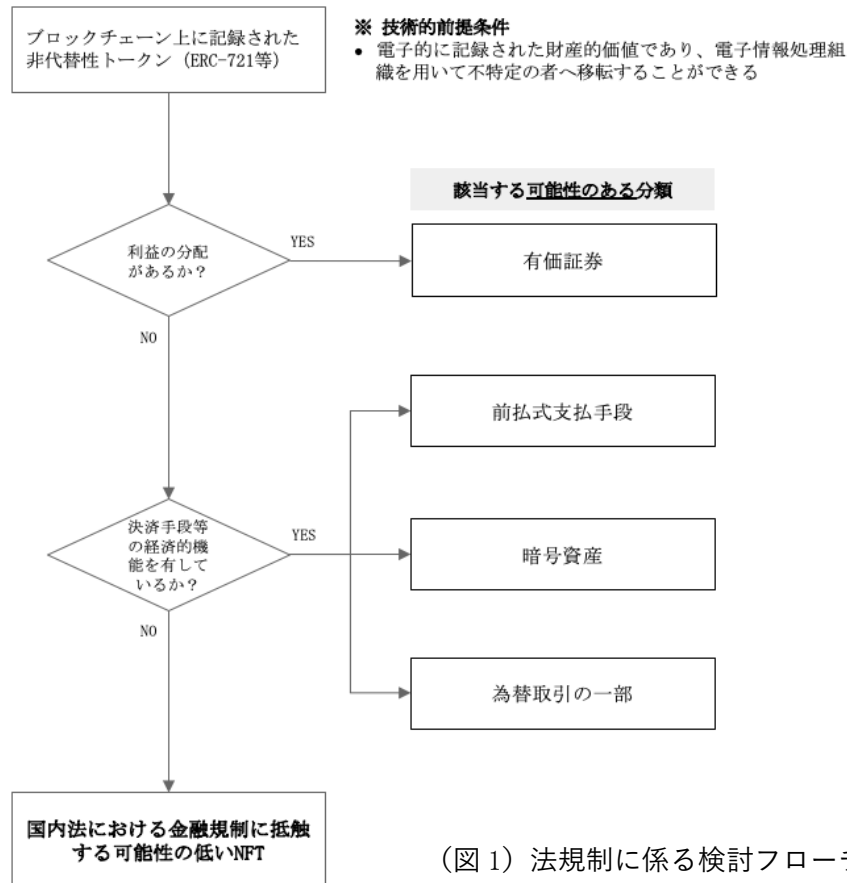 ブロックチェーン上に記録された
非代替性トークン (ERC-721等)
※ 技術的前提条件
• 電子的に記録された財産的価値であり、電子情報処理組
織を用いて不特定の者へ移転することができる
該当する可能性のある分類
利益の分配
があるか?
YES
有価証券
NO
前払式支払手段
決済手段等
の経済的機
能を有して
いるか?
YES
暗号資産
NO
為替取引の一部
国内法における金融規制に抵触
する可能性の低いNFT
(図 1) 法規制に係る検討フロー